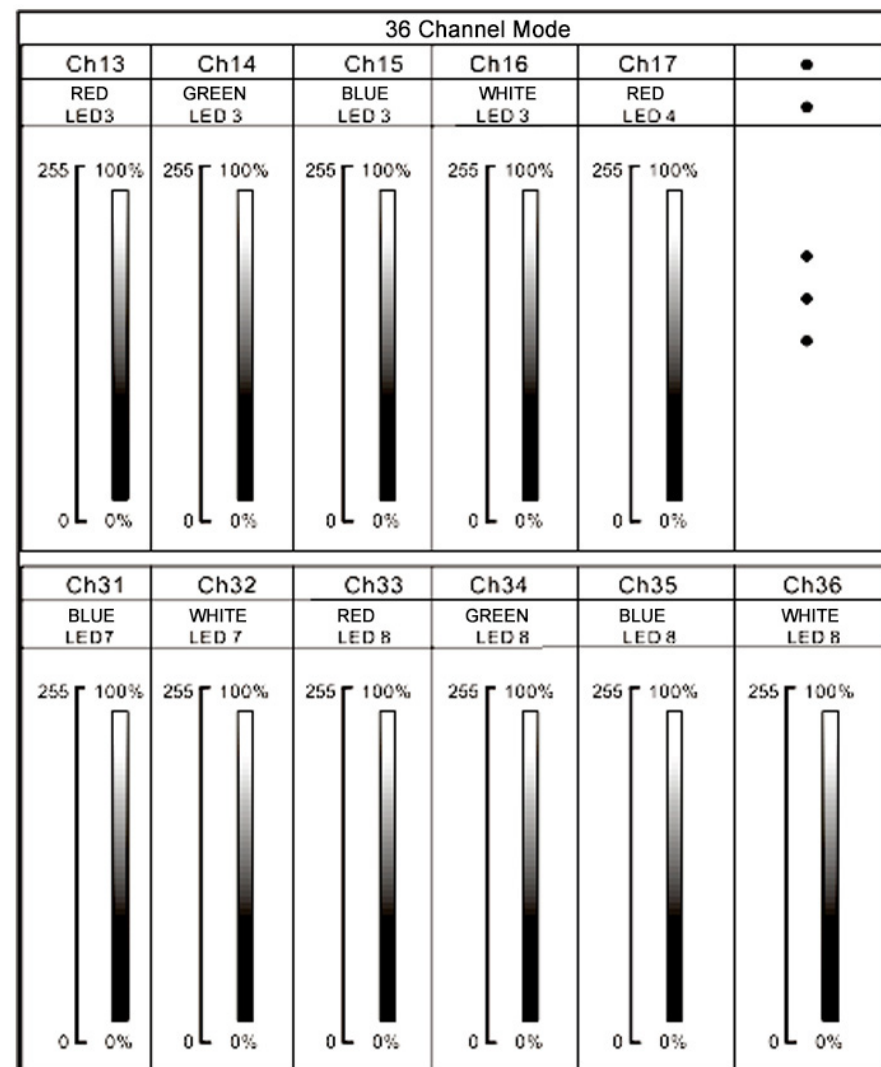 36 Channel Mode
Ch13 Ch14 Ch15 Ch16 Ch17
RED GREEN BLUE WHITE RED
LED3 LED 3 LED 3 LED 3 LED 4
255 100% 255 100% 255 100% 255 100% 255 100%
0 0% 0 0% 0 0% 0 0% 0 0%
Ch31 Ch32 Ch33 Ch34 Ch35 Ch36
BLUE WHITE RED GREEN BLUE WHITE
LED7 LED 7 LED 8 LED 8 LED 8 LED 8
255 100% 255 100% 255 100% 255 100% 255 100% 255 100%
0 0% 0 0% 0 0% 0 0% 0 0% 0 0%